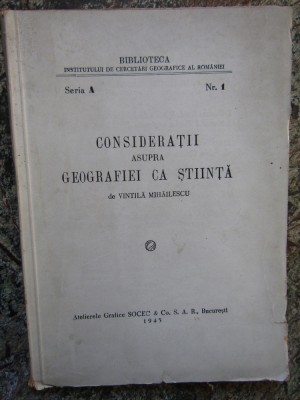 BIBLIOTECA
INSTITUTULUI DE CERCETĂRI GEOGRAFICE AL ROMÂNIEI
Seria A Nr. 1
CONSIDERAȚII
ASUPRA
GEOGRAFIEI CA ȘTIINȚĂ
de VINTILĂ MIHĂILESCU
Atelierele Grafice SOCEC & Co. S. A. R., București
1945